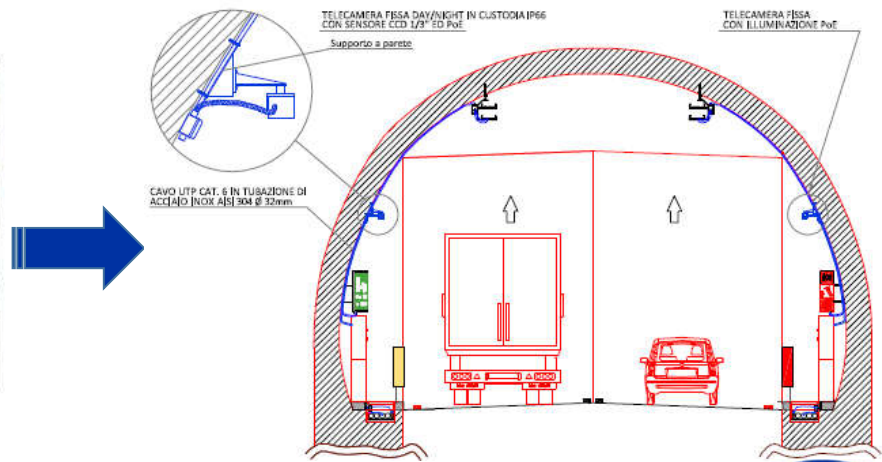 TELECAMERA FISSA DAY/NIGHT IN CUSTODIA IP66
CON SENSORE CCD 1/3" ED PoE
Supporto a parete
TELECAMERA FISSA
CON ILLUMINAZIONE PoE
CAVO UTP CAT. 6 IN TUBAZIONE DI
ACCIAIO INOX AISI 304 Ø 32mm